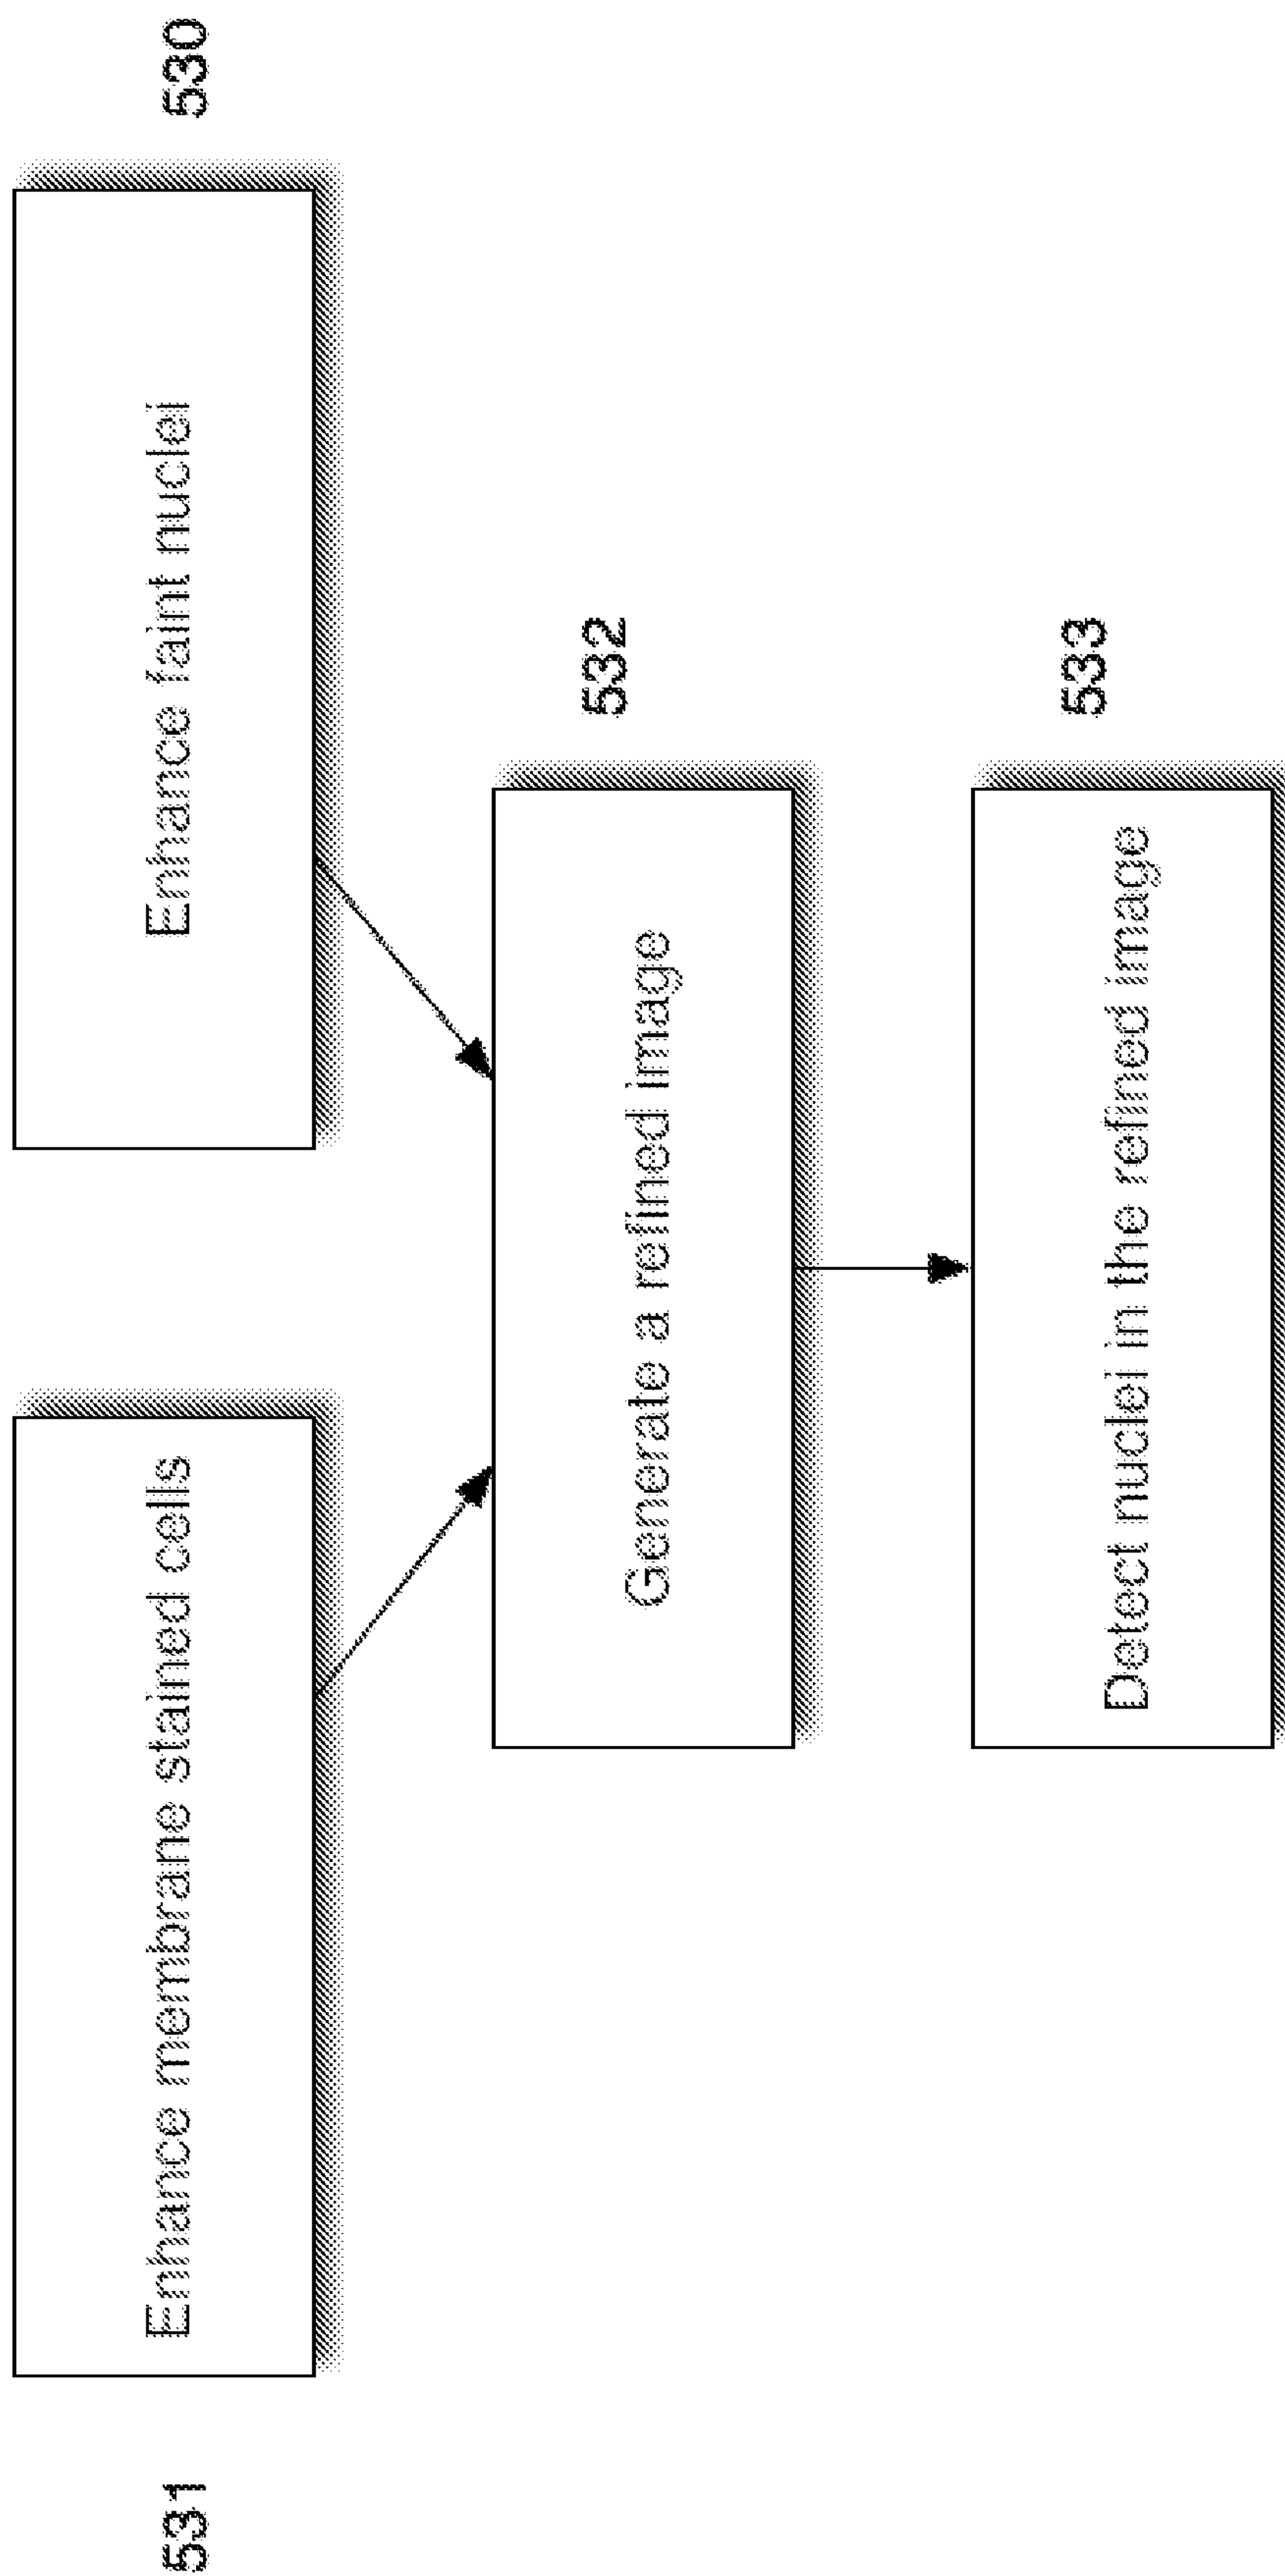 531
Enhance membrane stained cells
Enhance faint nuclei
530
Generate a refined image
532
Detect nuclei in the refined image
533